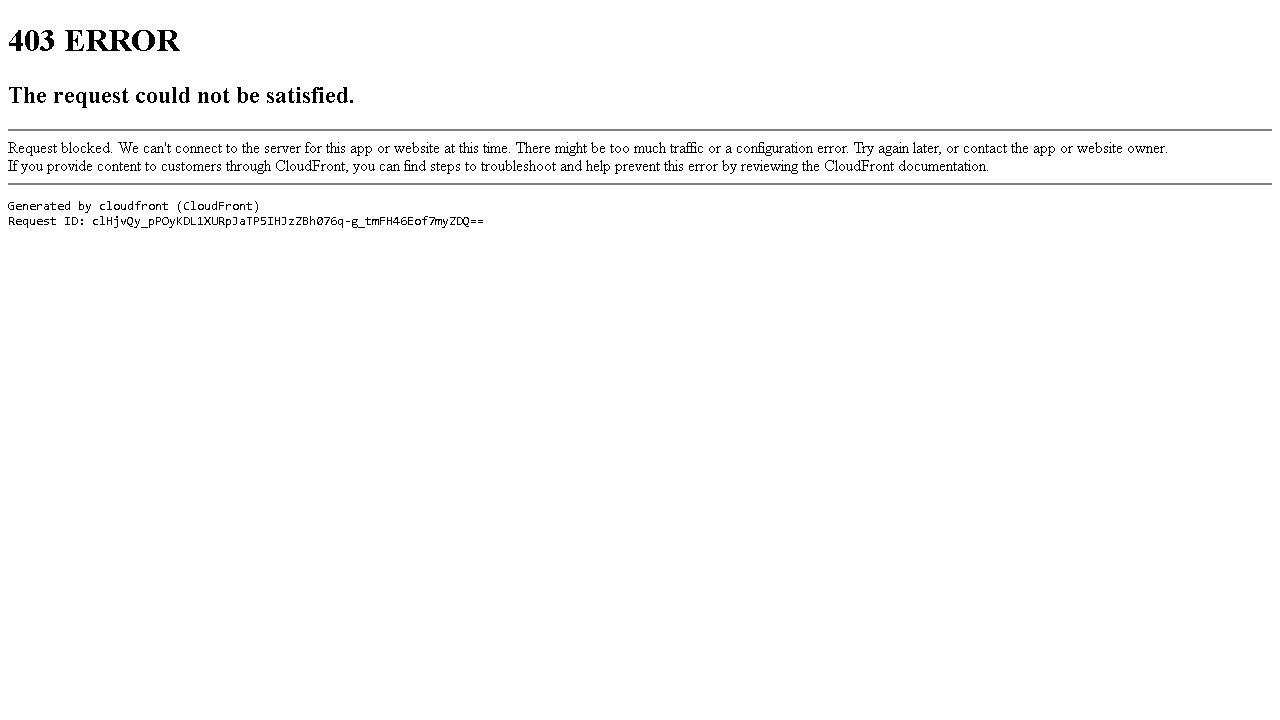 403 ERROR
The request could not be satisfied.
Request blocked. We can't connect to the server for this app or website at this time. There might be too much traffic or a configuration error. Try again later, or contact the app or website owner.
If you provide content to customers through CloudFront, you can find steps to troubleshoot and help prevent this error by reviewing the CloudFront documentation.
Generated by cloudfront (CloudFront)
Request ID: clHjvQy_pPOyKDL1XURpJaTP5IHJzZBh076q-g_tmFH46Eof7myZDQ==